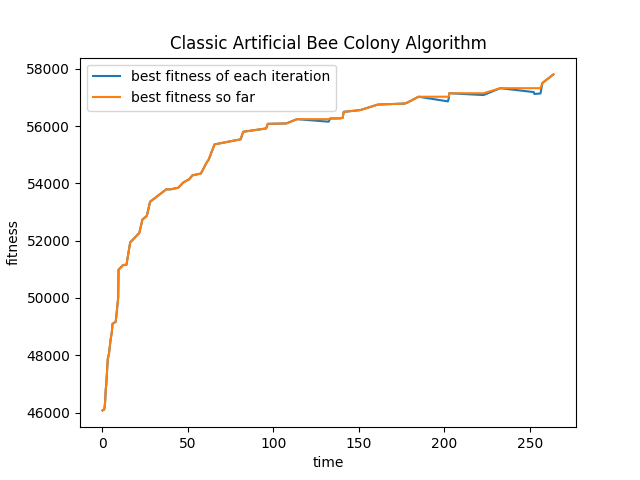 Classic Artificial Bee Colony Algorithm
best fitness of each iteration
best fitness so far
58000
56000
54000
52000
50000
48000
46000
fitness
0 50 100 150 200 250
time